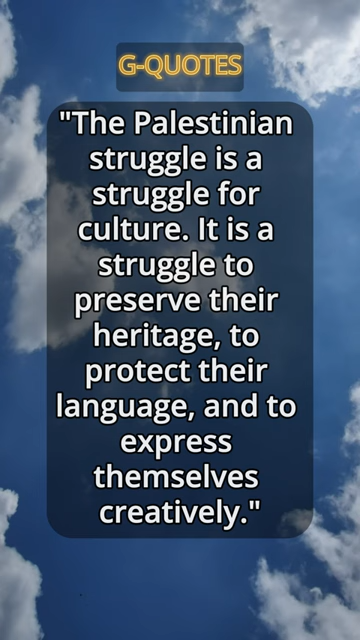 G-QUOTES
"The Palestinian
struggle is a
struggle for
culture. It is a
struggle to
preserve their
heritage, to
protect their
language, and to
express
themselves
creatively."